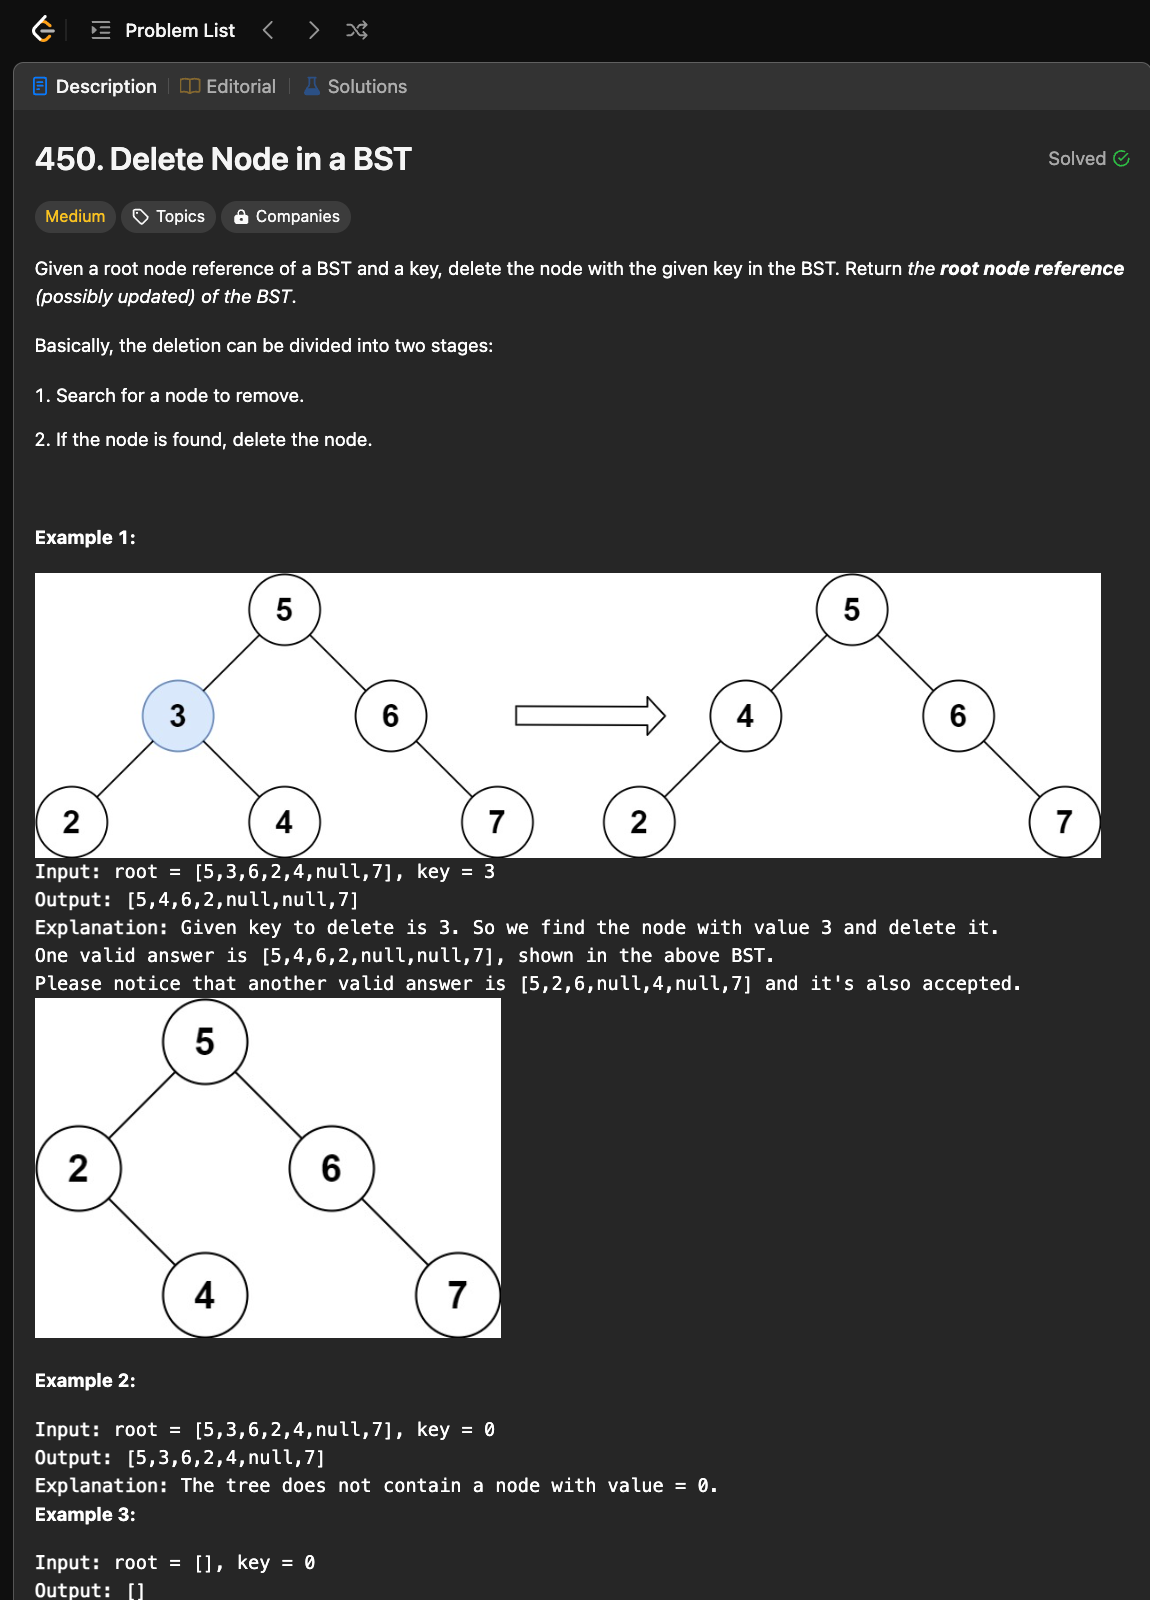 Problem List
Description Editorial Solutions
450. Delete Node in a BST
Solved
Medium Topics Companies
Given a root node reference of a BST and a key, delete the node with the given key in the BST. Return the root node reference
(possibly updated) of the BST.
Basically, the deletion can be divided into two stages:
1. Search for a node to remove.
2. If the node is found, delete the node.
Example 1:
5 5
3 6 4 6
2 4 7 2 7
Input: root = [5,3,6,2,4,null,7], key = 3
Output: [5,4,6,2,null,null,7]
Explanation: Given key to delete is 3. So we find the node with value 3 and delete it.
One valid answer is [5,4,6,2,null,null,7], shown in the above BST.
Please notice that another valid answer is [5,2,6,null,4,null,7] and it's also accepted.
5
2 6
4 7
Example 2:
Input: root = [5,3,6,2,4,null,7], key = 0
Output: [5,3,6,2,4,null,7]
Explanation: The tree does not contain a node with value = 0.
Example 3:
Input: root = [], key = 0
Output: []